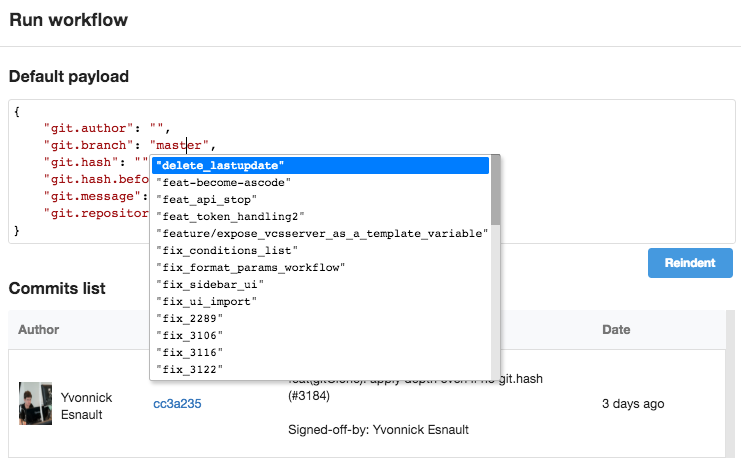 Run workflow
Default payload
{
"git.author": "",
"git.branch": "master",
"git.hash": ""
"git.hash.befo
"git.message":
"git.repositor
}
"delete_lastupdate"
"feat-become-ascode"
"feat_api_stop"
"feat_token_handling2"
"feature/expose_vcsserver_as_a_template_variable"
"fix_conditions_list"
"fix_format_params_workflow"
"fix_sidebar_ui"
"fix_ui_import"
"fix_2289"
"fix_3106"
"fix_3116"
"fix_3122"
Reindent
Commits list
Author Date
Yvonnick
Esnault
cc3a235
apply depth even if no git.hash
(#3184)
Signed-off-by: Yvonnick Esnault
3 days ago